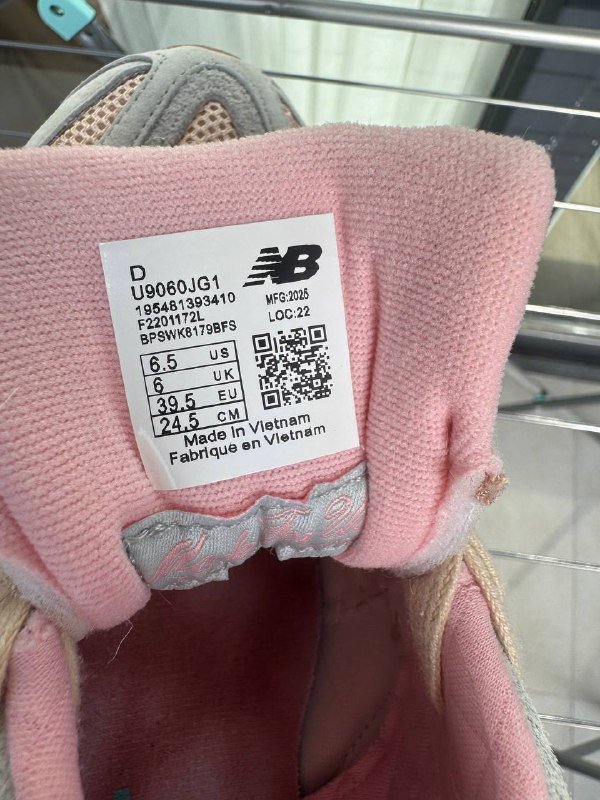 D
U9060JG1
195481393410
F2201172L
BPSWK8179BFS
NB
MFG:2025
LOC:22
6.5 US
6 UK
39.5 EU
24.5 CM
Made in Vietnam
Fabriqué en Vietnam